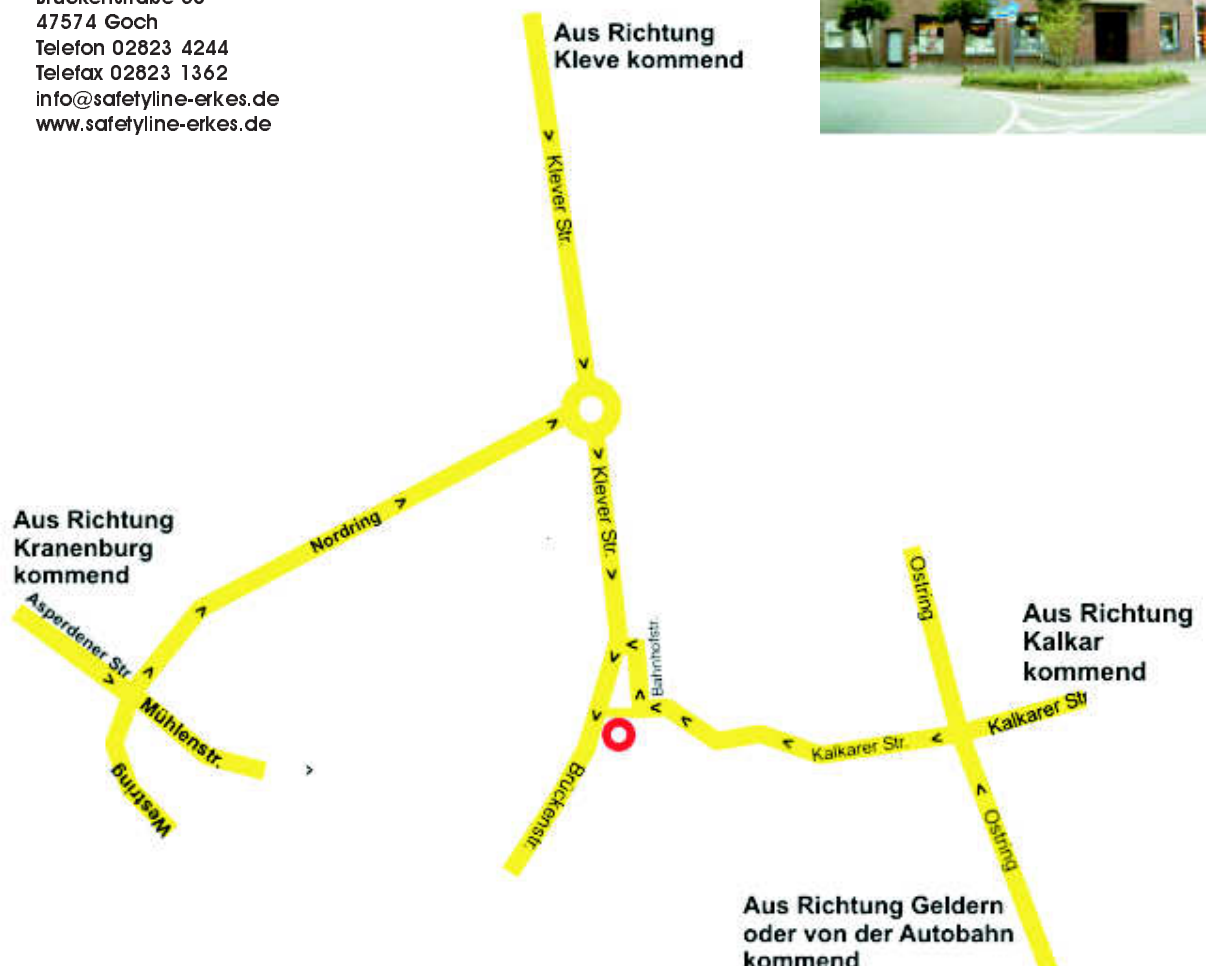 47574 Goch
Telefon 02823 4244
Telefax 02823 1362
info@safetyline-erkes.de
www.safetyline-erkes.de
Aus Richtung
Kleve kommend
Klever Str.
Klever Str.
Nordring
Aus Richtung
Kranenburg
kommend
Asperdener Str.
Mühlenstr.
Westring
Bahnhofstr.
Brückenstr.
Kalkarer Str.
Ostring
Aus Richtung
Kalkar
kommend
Kalkarer Str
Ostring
Aus Richtung Geldern
oder von der Autobahn
kommend